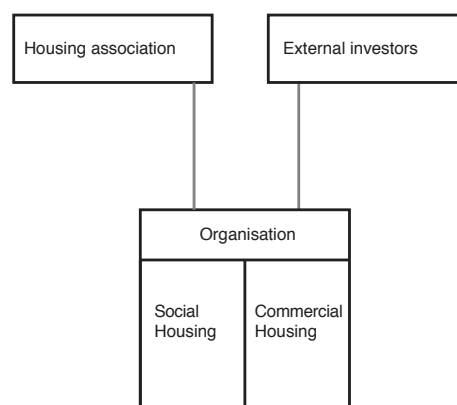 Housing association
External investors
Organisation
Social
Housing
Commercial
Housing